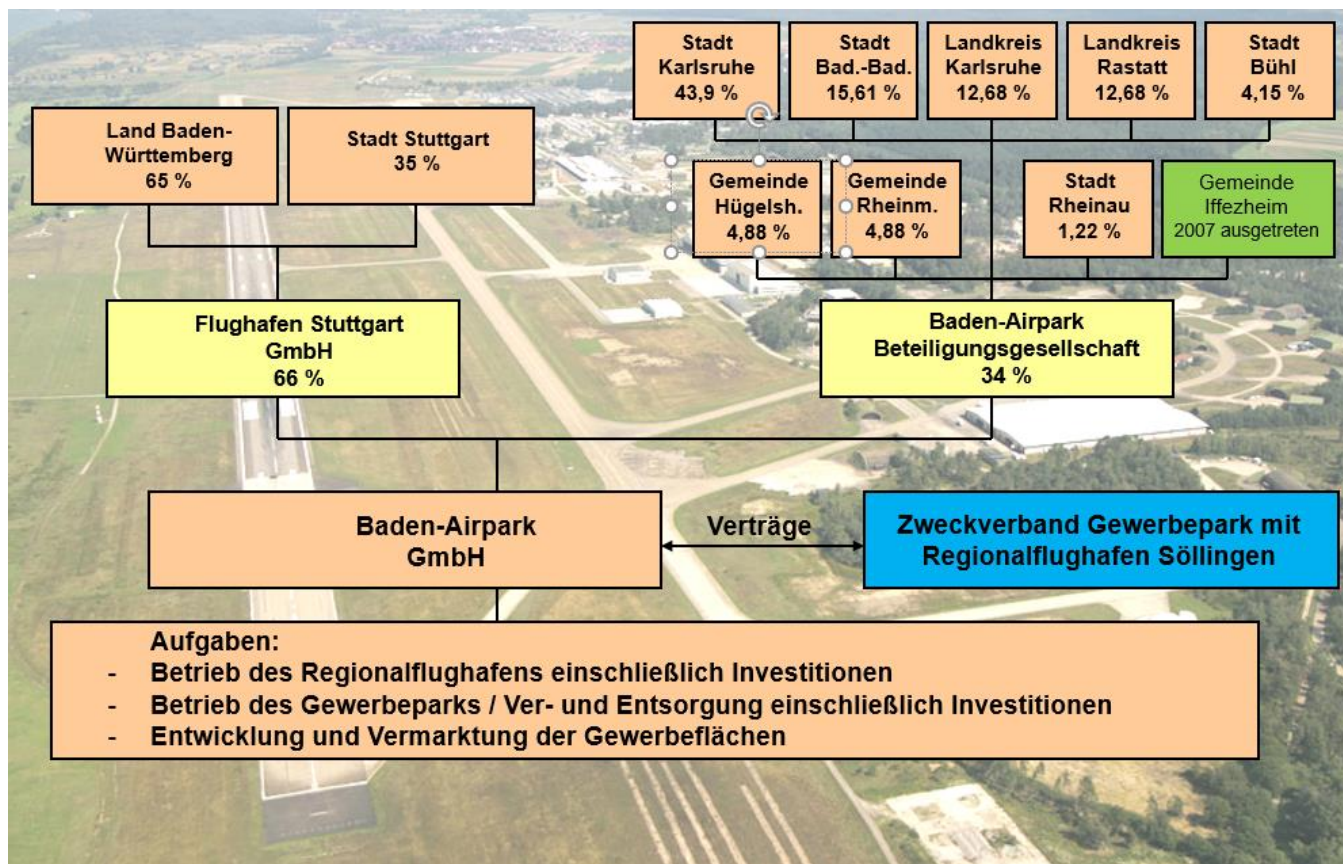 Stadt
Karlsruhe
43,9 %
Stadt
Bad.-Bad.
15,61 %
Landkreis
Karlsruhe
12,68 %
Landkreis
Rastatt
12,68 %
Stadt
Bühl
4,15 %
Land Baden-
Württemberg
65 %
Stadt Stuttgart
35 %
Gemeinde
Hügelsh.
4,88 %
Gemeinde
Rheinm.
4,88 %
Stadt
Rheinau
1,22 %
Gemeinde
Iffezheim
2007 ausgetreten
Flughafen Stuttgart
GmbH
66 %
Baden-Airpark
Beteiligungsgesellschaft
34 %
Baden-Airpark
GmbH
Verträge
Zweckverband Gewerbepark mit
Regionalflughafen Söllingen
Aufgaben:
- Betrieb des Regionalflughafens einschließlich Investitionen
- Betrieb des Gewerbeparks / Ver- und Entsorgung einschließlich Investitionen
- Entwicklung und Vermarktung der Gewerbeflächen